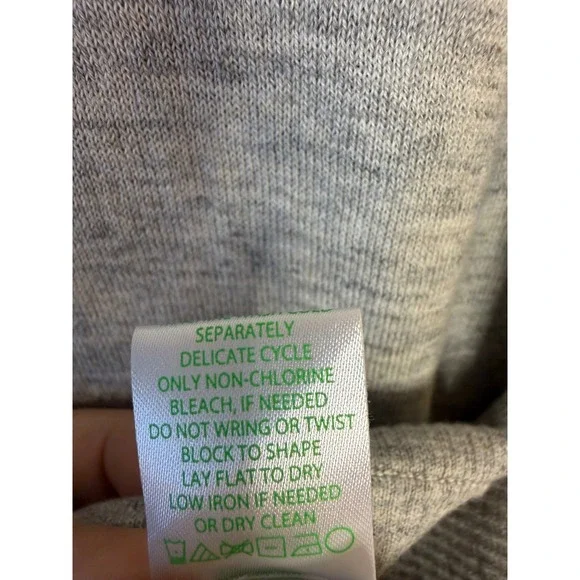 SEPARATELY
DELICATE CYCLE
ONLY NON-CHLORINE
BLEACH, IF NEEDED
DO NOT WRING OR TWIST
BLOCK TO SHAPE
LAY FLAT TO DRY
LOW IRON IF NEEDED
OR DRY CLEAN